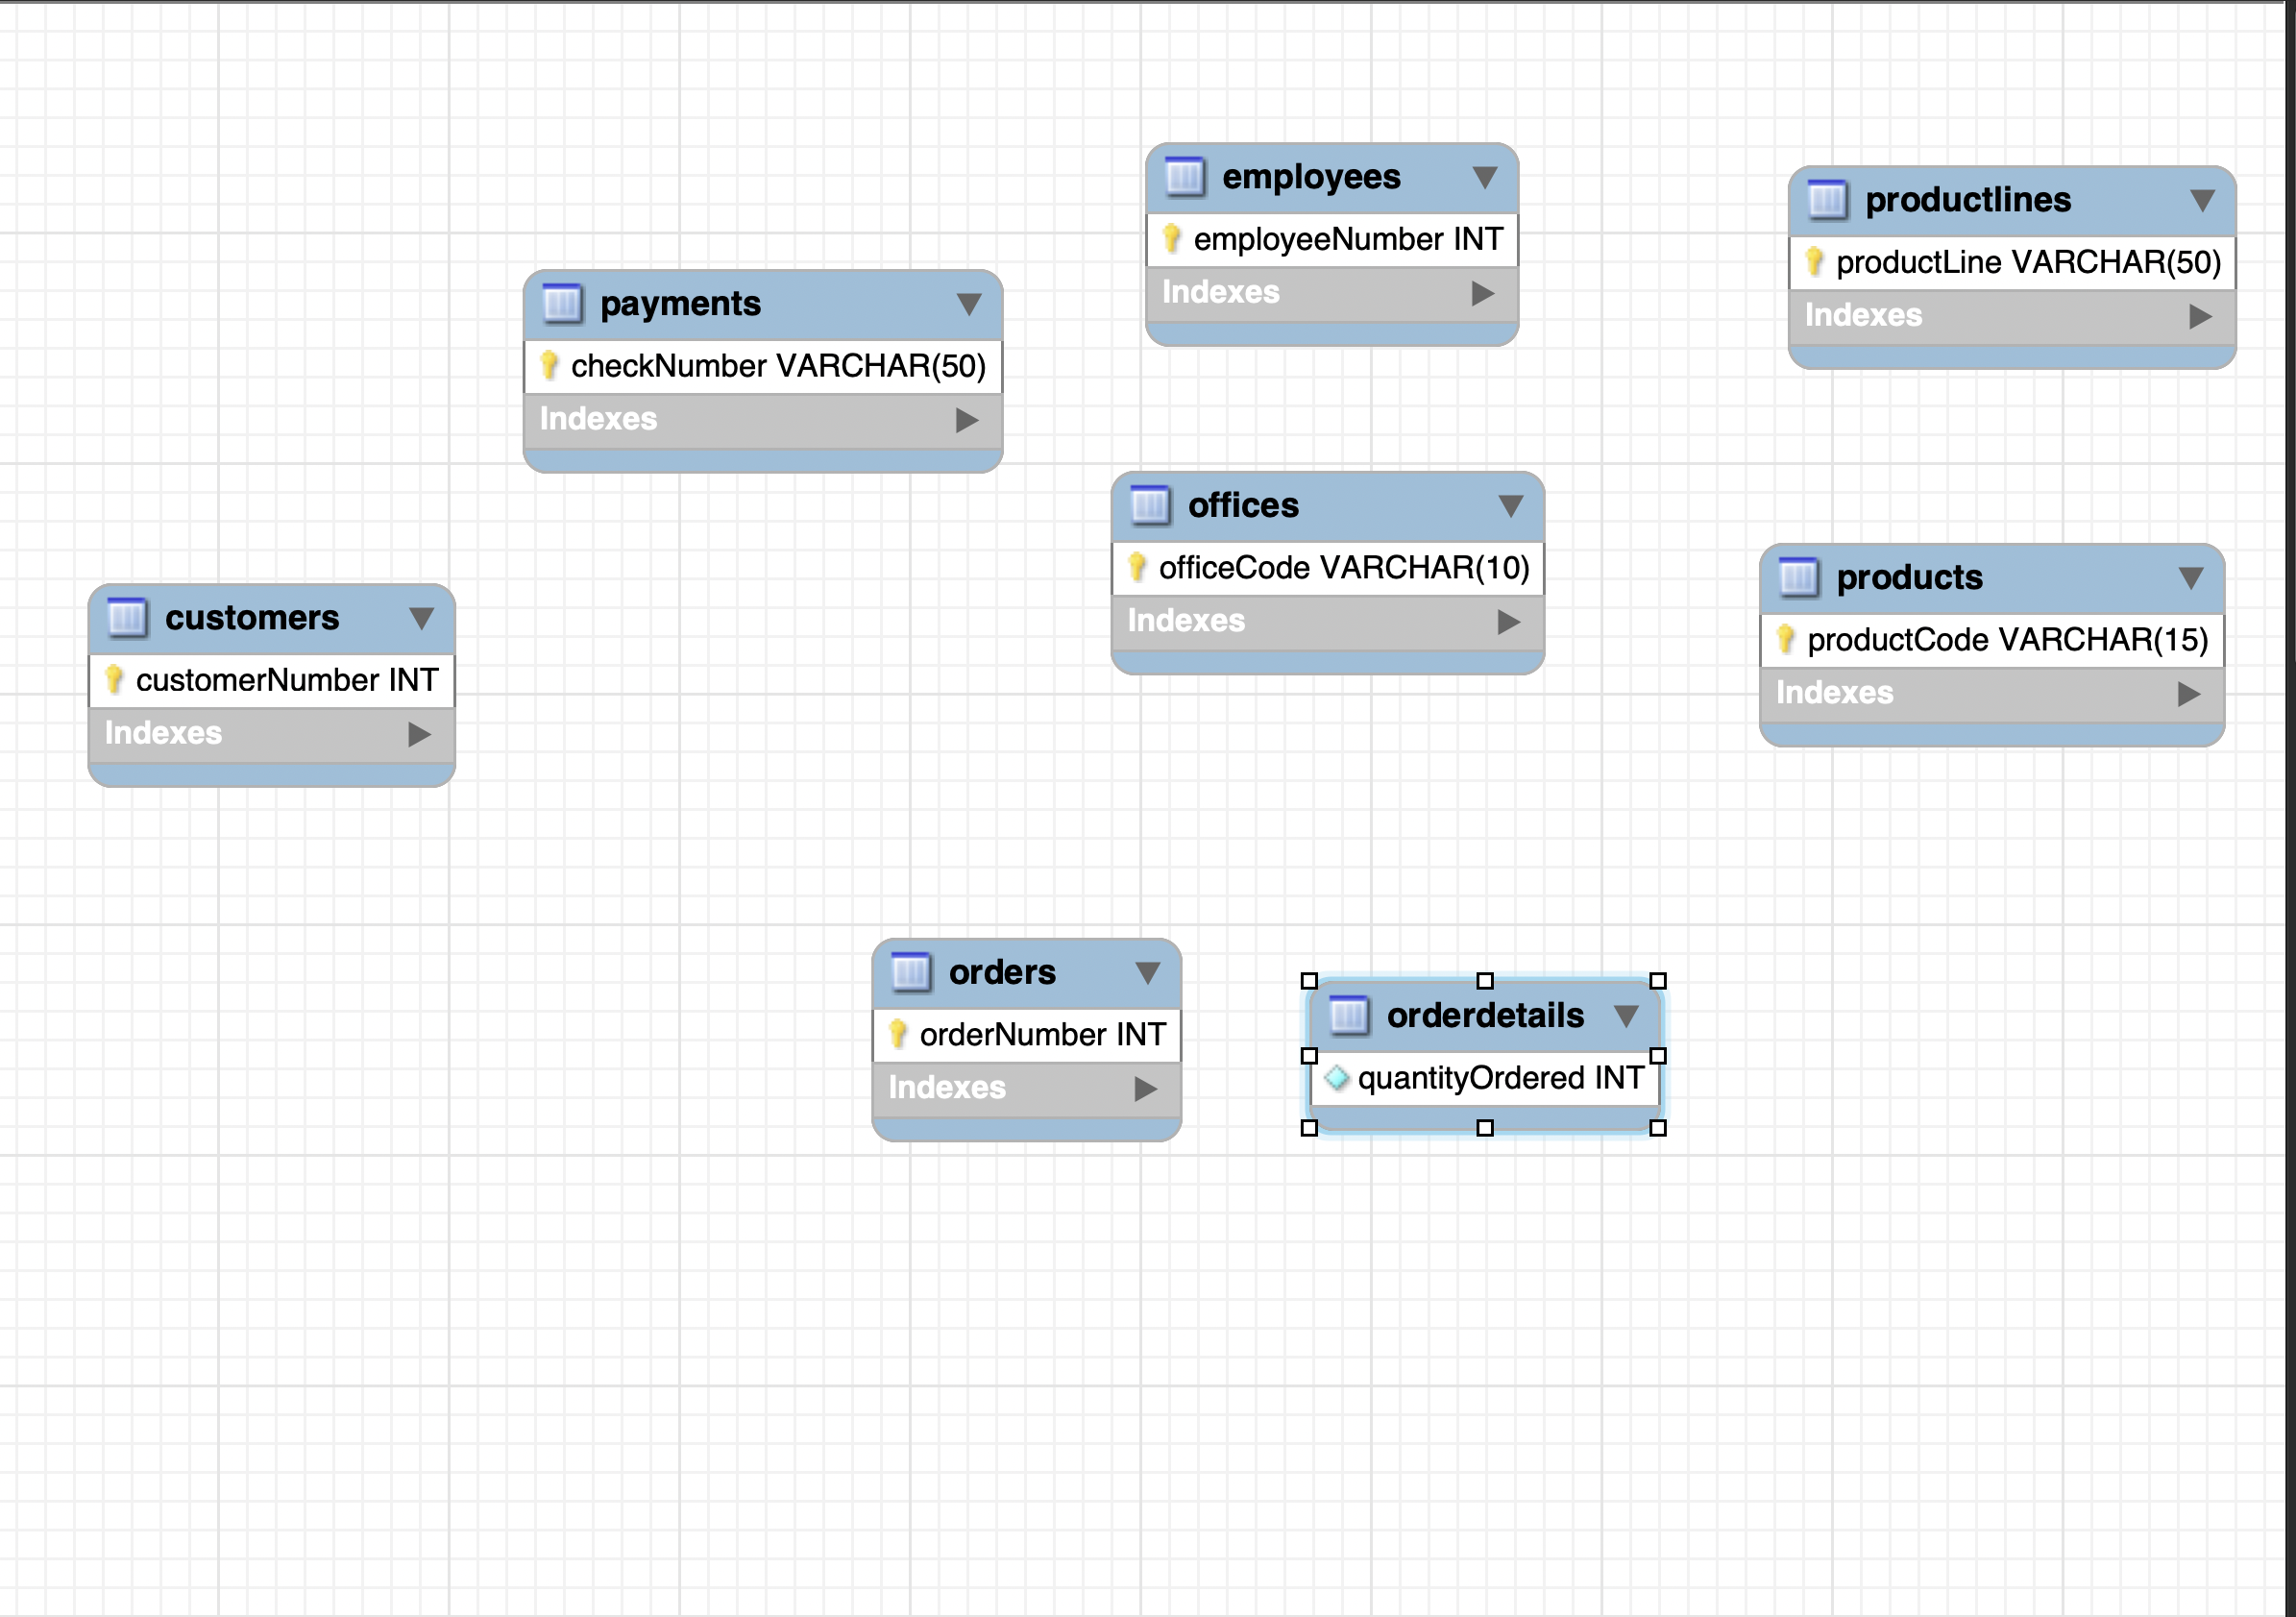 employees
employeeNumber INT
Indexes
productlines
productLine VARCHAR(50)
Indexes
payments
checkNumber VARCHAR(50)
Indexes
offices
officeCode VARCHAR(10)
Indexes
products
productCode VARCHAR(15)
Indexes
customers
customerNumber INT
Indexes
orders
orderNumber INT
Indexes
orderdetails
quantityOrdered INT